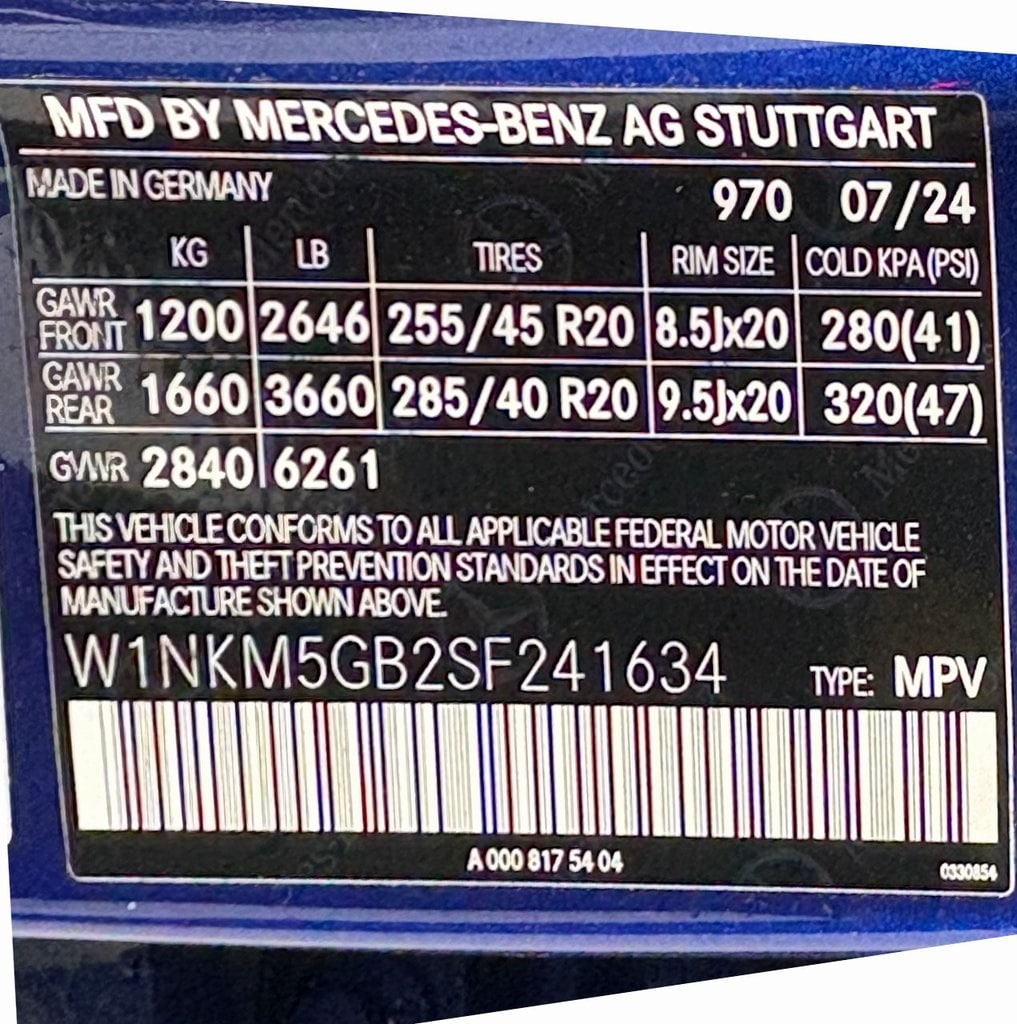 MFD BY MERCEDES-BENZ AG STUTTGART
MADE IN GERMANY 970 07/24
KG LB TIRES RIM SIZE COLD KPA (PSI)
GAWR FRONT 1200 2646 255/45 R20 8.5Jx20 280(41)
GAWR REAR 1660 3660 285/40 R20 9.5Jx20 320(47)
GVWR 2840 6261
THIS VEHICLE CONFORMS TO ALL APPLICABLE FEDERAL MOTOR VEHICLE
SAFETY AND THEFT PREVENTION STANDARDS IN EFFECT ON THE DATE OF
MANUFACTURE SHOWN ABOVE.
W1NKM5GB2SF241634 TYPE: MPV
A 000 817 54 04
0330854